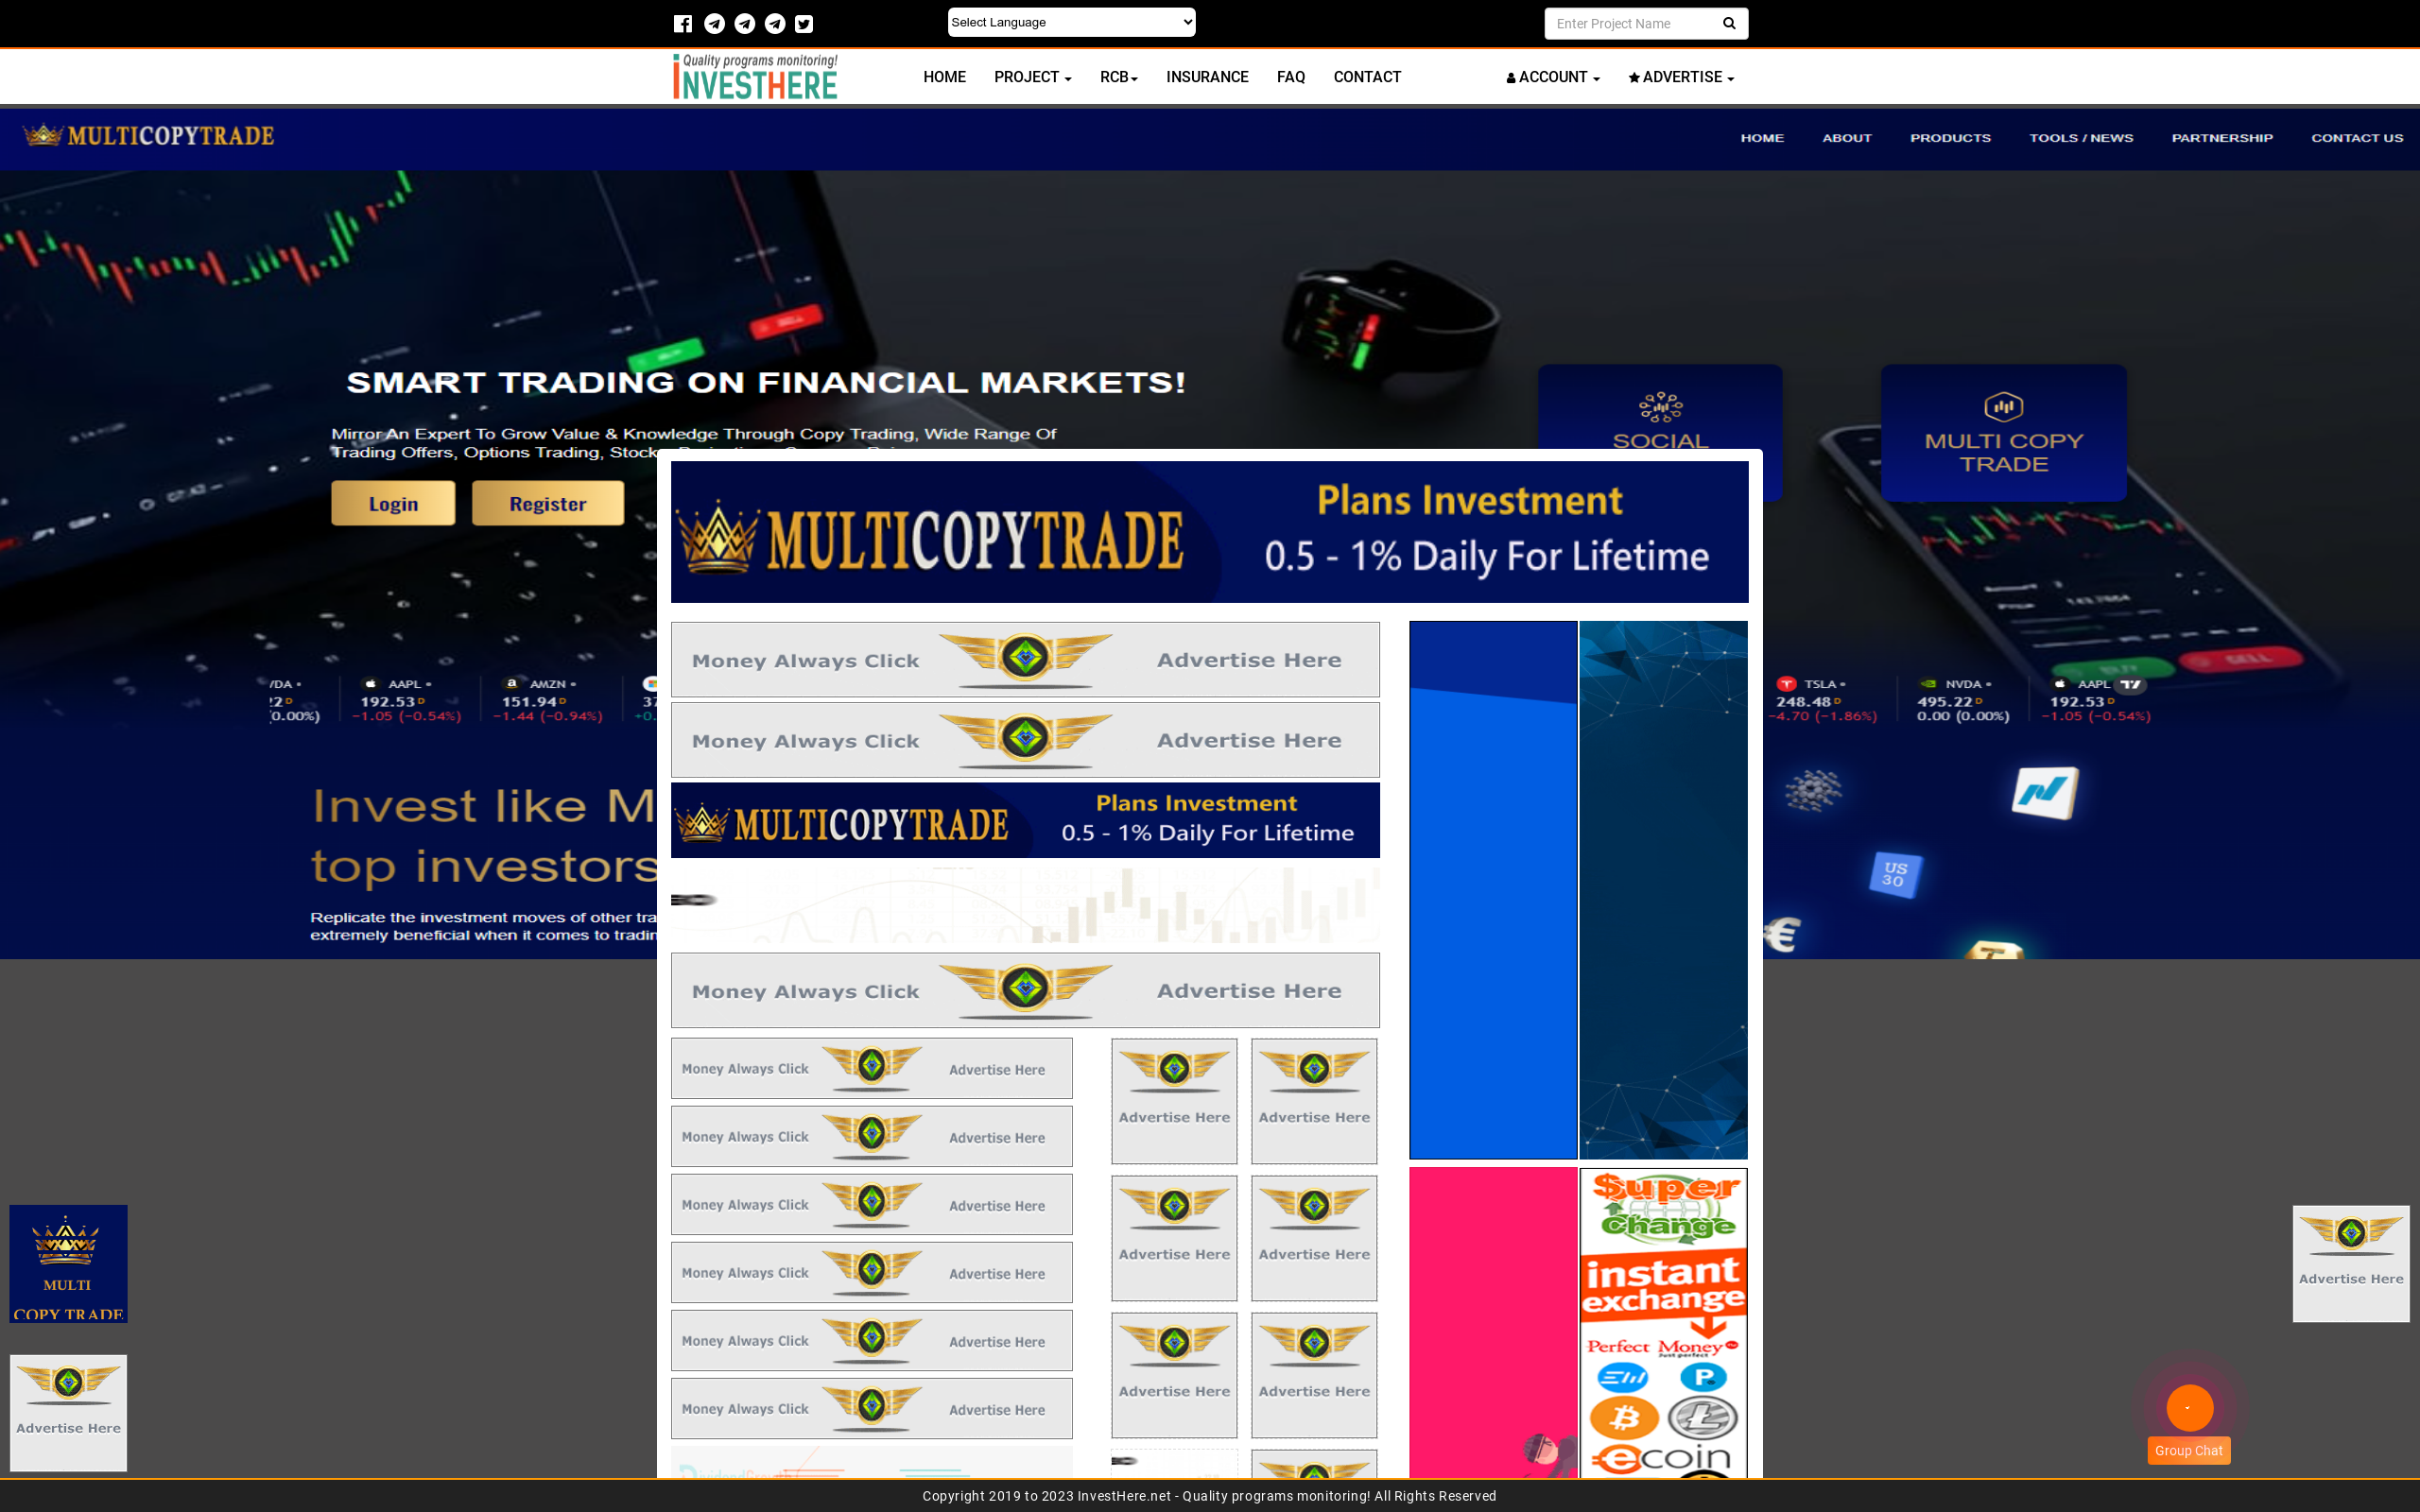 Select Language
Enter Project Name
Quality programs monitoring!
INVESTHERE
HOME
PROJECT
RCB
INSURANCE
FAQ
CONTACT
ACCOUNT
ADVERTISE
MULTICOPYTRADE
HOME
ABOUT
PRODUCTS
TOOLS / NEWS
PARTNERSHIP
CONTACT US
SMART TRADING ON FINANCIAL MARKETS!
Mirror An Expert To Grow Value & Knowledge Through Copy Trading, Wide Range Of
Trading Offers, Options Trading,
Login
Register
SOCIAL
MULTI COPY
TRADE
MULTICOPYTRADE
Plans Investment
0.5 - 1% Daily For Lifetime
Money Always Click
Advertise Here
Money Always Click
Advertise Here
MULTICOPYTRADE
Plans Investment
0.5 - 1% Daily For Lifetime
Money Always Click
Advertise Here
AAPL
192.53 D
−1.05 (−0.54%)
AMZN
151.94 D
−1.44 (−0.94%)
(0.00%)
TSLA
248.48 D
−4.70 (−1.86%)
NVDA
495.22 D
0.00 (0.00%)
AAPL
192.53 D
−1.05 (−0.54%)
SELL
Invest like M
top investors
Replicate the investment moves of other
extremely beneficial when it comes to
US
30
€
Money Always Click
Advertise Here
Money Always Click
Advertise Here
Money Always Click
Advertise Here
Money Always Click
Advertise Here
Money Always Click
Advertise Here
Money Always Click
Advertise Here
Advertise Here
Advertise Here
Advertise Here
Advertise Here
Advertise Here
Advertise Here
$uper
Change
instant
exchange
Perfect Money
Just perfect
ecoin
MULTI
COPY TRADE
Advertise Here
Advertise Here
Group Chat
Copyright 2019 to 2023 InvestHere.net - Quality programs monitoring! All Rights Reserved